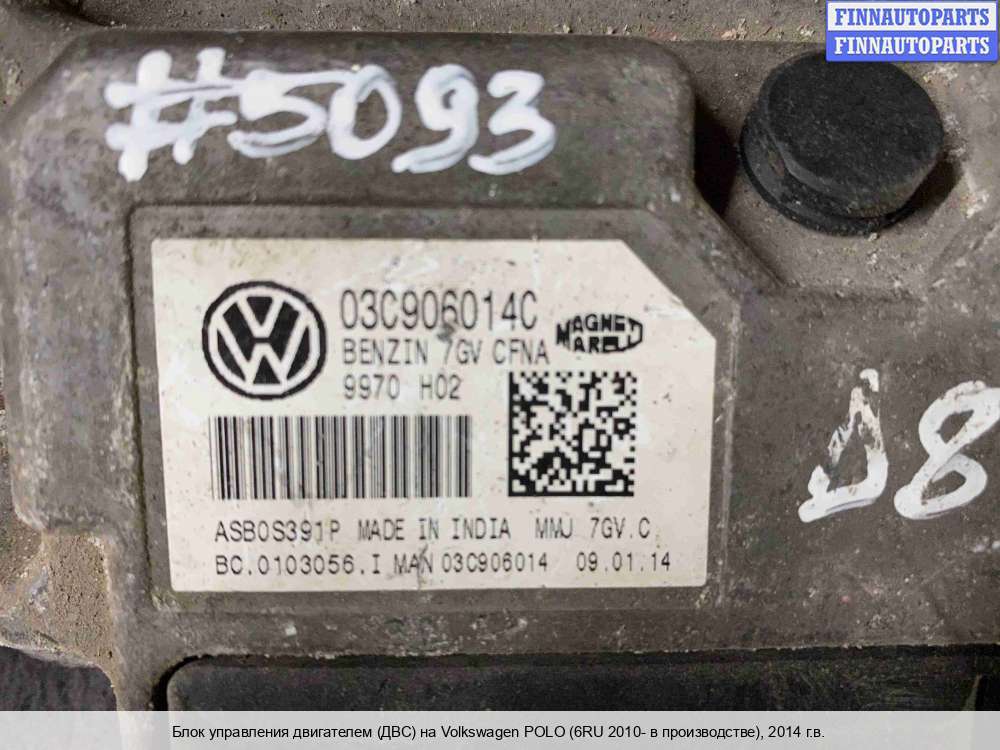 FINNAUTOPARTS
FINNAUTOPARTS
#5093
03C906014C
MAGNETI MARELLI
BENZIN 7GV CFNA
9970 H02
Δ8
ASB0S391P MADE IN INDIA MMJ 7GV.C
BC.0103056.I MAN 03C906014 09.01.14
Блок управления двигателем (ДВС) на Volkswagen POLO (6RU 2010- в производстве), 2014 г.в.